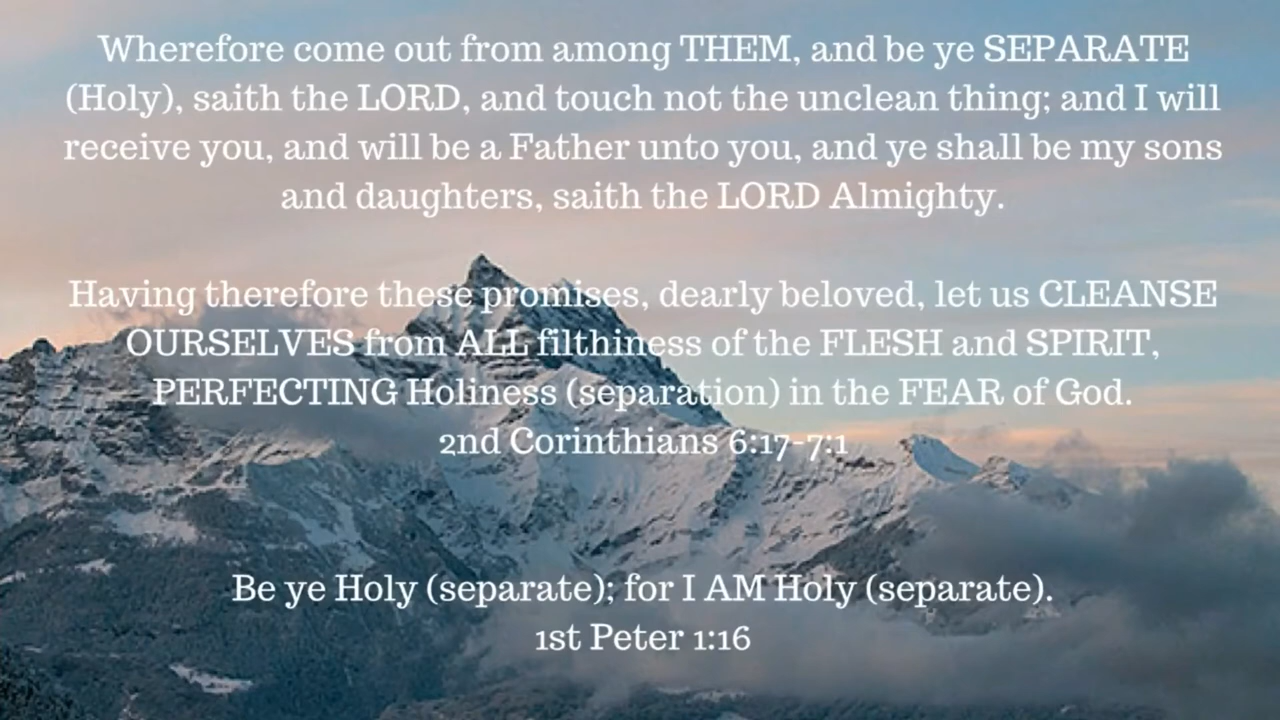 Wherefore come out from among THEM, and be ye SEPARATE
(Holy), saith the LORD, and touch not the unclean thing; and I will
receive you, and will be a Father unto you, and ye shall be my sons
and daughters, saith the LORD Almighty.
Having therefore these promises, dearly beloved, let us CLEANSE
OURSELVES from ALL filthiness of the FLESH and SPIRIT,
PERFECTING Holiness (separation) in the FEAR of God.
2nd Corinthians 6:17-7:1
Be ye Holy (separate); for I AM Holy (separate).
1st Peter 1:16